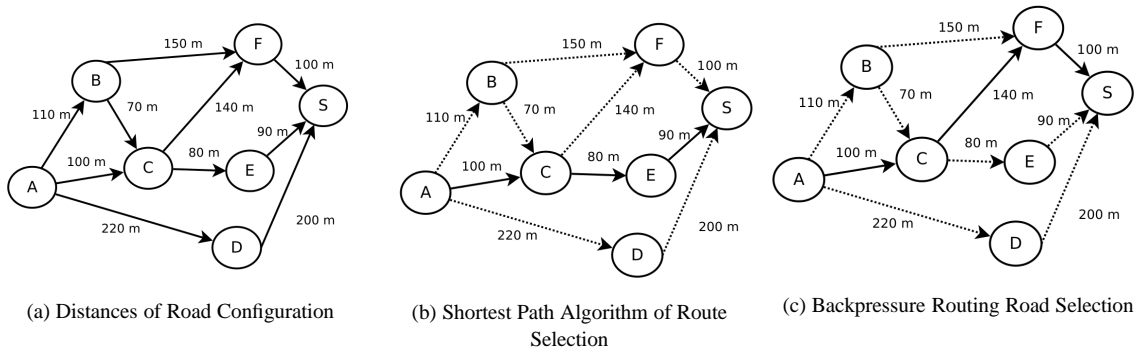 F
150 m
100 m
B
S
110 m
70 m
140 m
90 m
C
80 m
E
100 m
A
220 m
200 m
D
(a) Distances of Road Configuration
F
150 m
100 m
B
S
110 m
70 m
140 m
90 m
C
80 m
E
100 m
A
220 m
200 m
D
(b) Shortest Path Algorithm of Route
Selection
F
150 m
100 m
B
S
110 m
70 m
140 m
90 m
C
80 m
E
100 m
A
220 m
200 m
D
(c) Backpressure Routing Road Selection